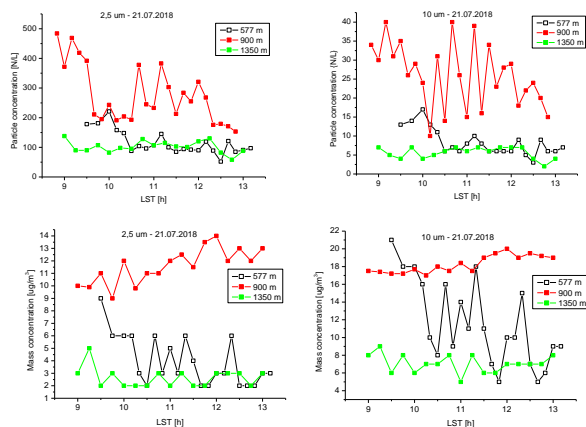 2,5 um - 21.07.2018
577 m
900 m
1350 m
Particle concentration [N/L]
500
400
300
200
100
9
10
11
12
13
LST [h]
10 um - 21.07.2018
577 m
900 m
1350 m
Particle concentration [N/L]
40
35
30
25
20
15
10
5
0
9
10
11
12
13
LST [h]
2,5 um - 21.07.2018
577 m
900 m
1350 m
Mass concentration [ug/m³]
14
13
12
11
10
9
8
7
6
5
4
3
2
1
9
10
11
12
13
LST [h]
10 um - 21.07.2018
577 m
900 m
1350 m
Mass concentration [ug/m³]
22
20
18
16
14
12
10
8
6
4
9
10
11
12
13
LST [h]